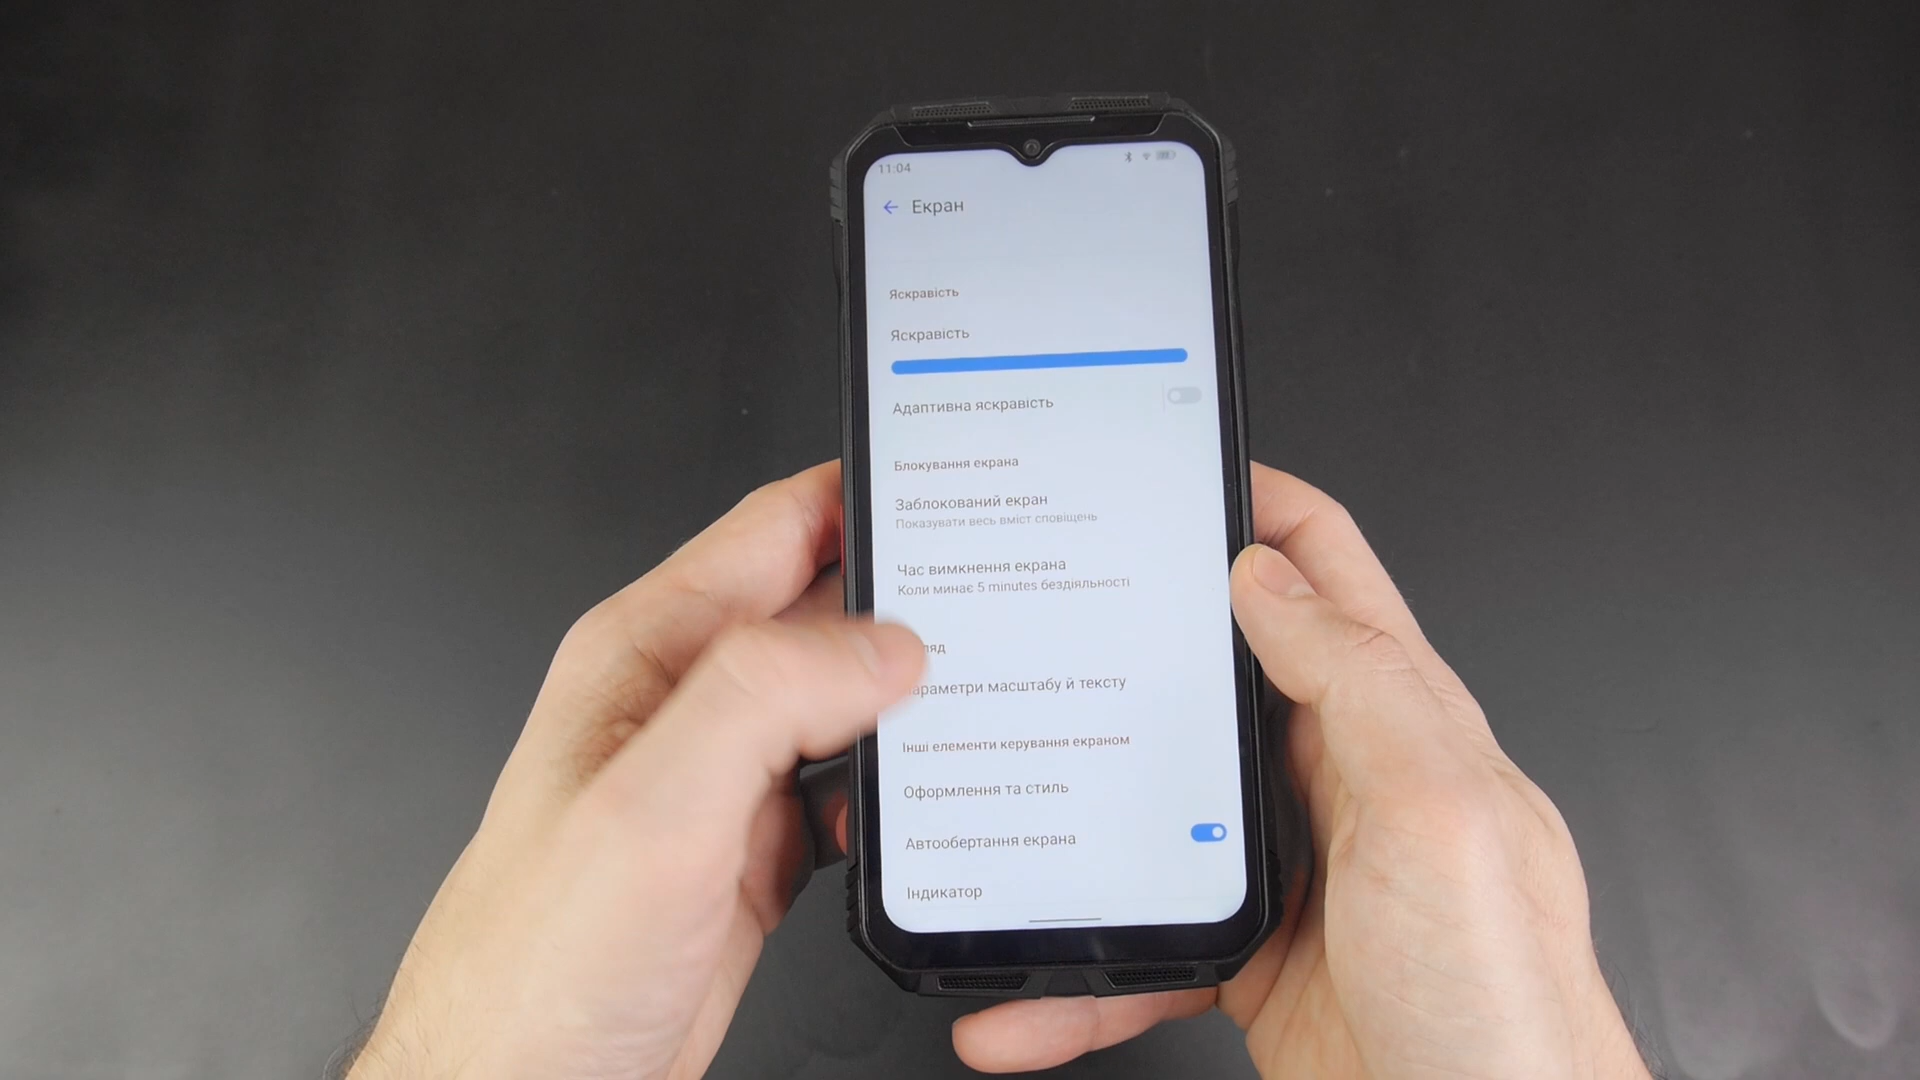 11:04
Екран
Яскравість
Яскравість
Адаптивна яскравість
Блокування екрана
Заблокований екран
Показувати весь вміст сповіщень
Час вимкнення екрана
Коли минає 5 minutes бездіяльності
масштабу й тексту
Інші елементи керування екраном
Оформлення та стиль
Автообертання екрана
Індикатор